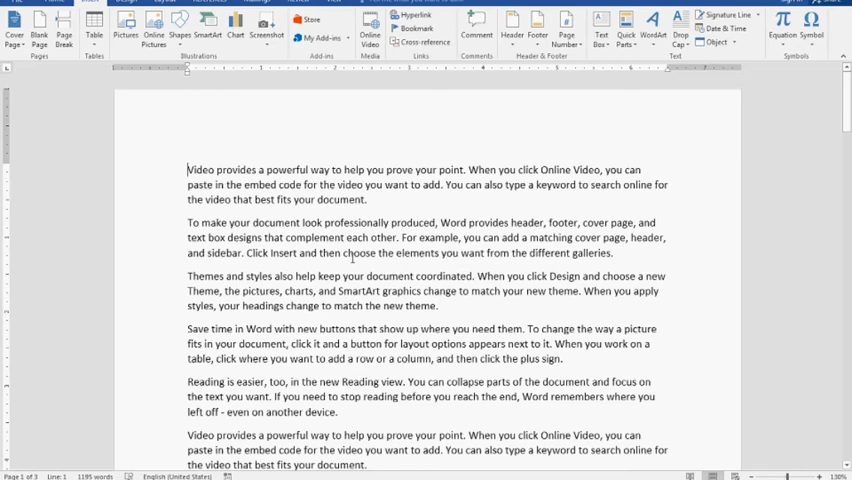 Insert
Cover Page
Blank Page
Page Break
Table
Tables
Pictures
Online Pictures
Shapes
SmartArt
Chart
Screenshot
Illustrations
Store
My Add-ins
Add-ins
Online Video
Media
Hyperlink
Bookmark
Cross-reference
Links
Comment
Comments
Header
Footer
Page Number
Header & Footer
Text Box
Quick Parts
WordArt
Drop Cap
Signature Line
Date & Time
Object
Text
Equation
Symbol
Symbols
Video provides a powerful way to help you prove your point. When you click Online Video, you can
paste in the embed code for the video you want to add. You can also type a keyword to search online for
the video that best fits your document.
To make your document look professionally produced, Word provides header, footer, cover page, and
text box designs that complement each other. For example, you can add a matching cover page, header,
and sidebar. Click Insert and then choose the elements you want from the different galleries.
Themes and styles also help keep your document coordinated. When you click Design and choose a new
Theme, the pictures, charts, and SmartArt graphics change to match your new theme. When you apply
styles, your headings change to match the new theme.
Save time in Word with new buttons that show up where you need them. To change the way a picture
fits in your document, click it and a button for layout options appears next to it. When you work on a
table, click where you want to add a row or a column, and then click the plus sign.
Reading is easier, too, in the new Reading view. You can collapse parts of the document and focus on
the text you want. If you need to stop reading before you reach the end, Word remembers where you
left off - even on another device.
Video provides a powerful way to help you prove your point. When you click Online Video, you can
paste in the embed code for the video you want to add. You can also type a keyword to search online for
the video that best fits your document.
Page 1 of 3 Line: 1 1195 words English (United States) 130%